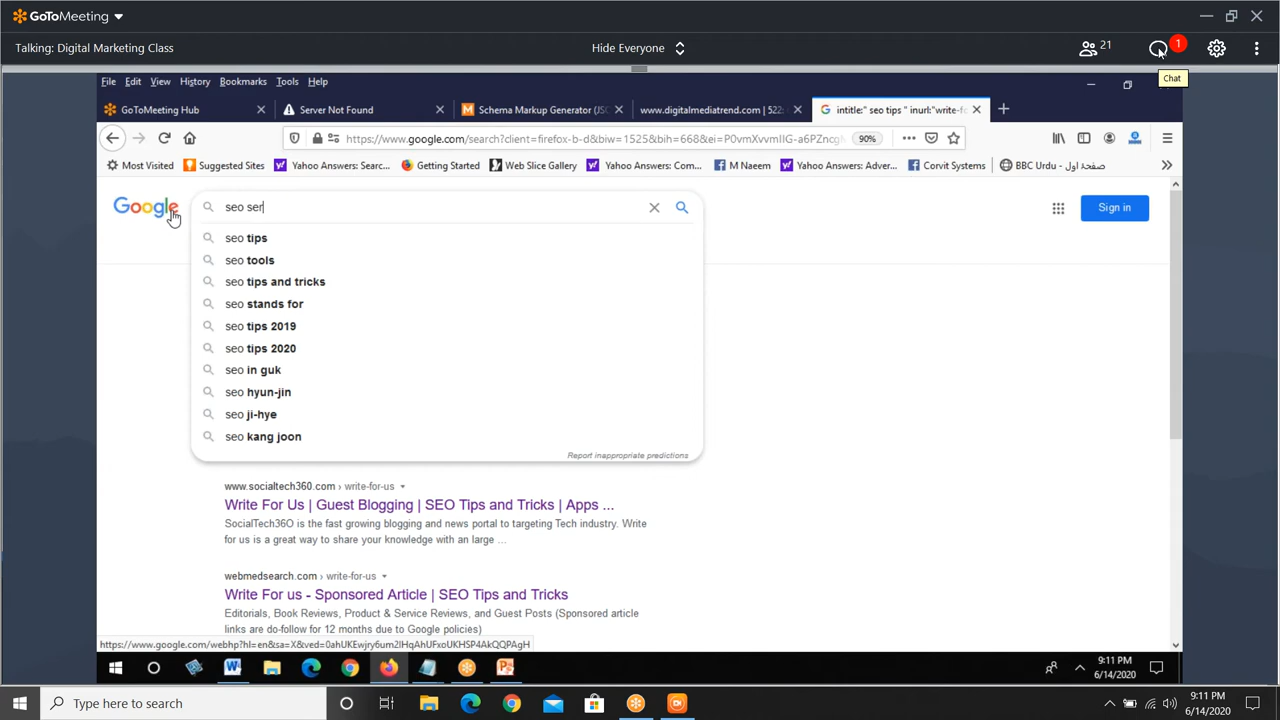 GoToMeeting
Talking: Digital Marketing Class
Hide Everyone
21
1
Chat
File Edit View History Bookmarks Tools Help
GoToMeeting Hub
Server Not Found
Schema Markup Generator (JSO
www.digitalmediatrend.com | 522:
intitle:" seo tips " inurl:"write-fo
https://www.google.com/search?client=firefox-b-d&biw=1525&bih=668&ei=P0vmXvvmIIG-a6PZncgh
90%
Most Visited
Suggested Sites
Yahoo Answers: Searc...
Getting Started
Web Slice Gallery
Yahoo Answers: Com...
M Naeem
Yahoo Answers: Adver...
Corvit Systems
BBC Urdu - صفحۂ اول
Google
seo ser
Sign in
seo tips
seo tools
seo tips and tricks
seo stands for
seo tips 2019
seo tips 2020
seo in guk
seo hyun-jin
seo ji-hye
seo kang joon
Report inappropriate predictions
www.socialtech360.com › write-for-us
Write For Us | Guest Blogging | SEO Tips and Tricks | Apps ...
SocialTech36O is the fast growing blogging and news portal to targeting Tech industry. Write
for us is a great way to share your knowledge with an large ...
webmedsearch.com › write-for-us
Write For us - Sponsored Article | SEO Tips and Tricks
Editorials, Book Reviews, Product & Service Reviews, and Guest Posts (Sponsored article
links are do-follow for 12 months due to Google policies)
https://www.google.com/webhp?hl=en&sa=X&ved=0ahUKEwjry6um2IHqAhUFxoUKHSP4AkQQPAgH
9:11 PM
6/14/2020
Type here to search
9:11 PM
6/14/2020